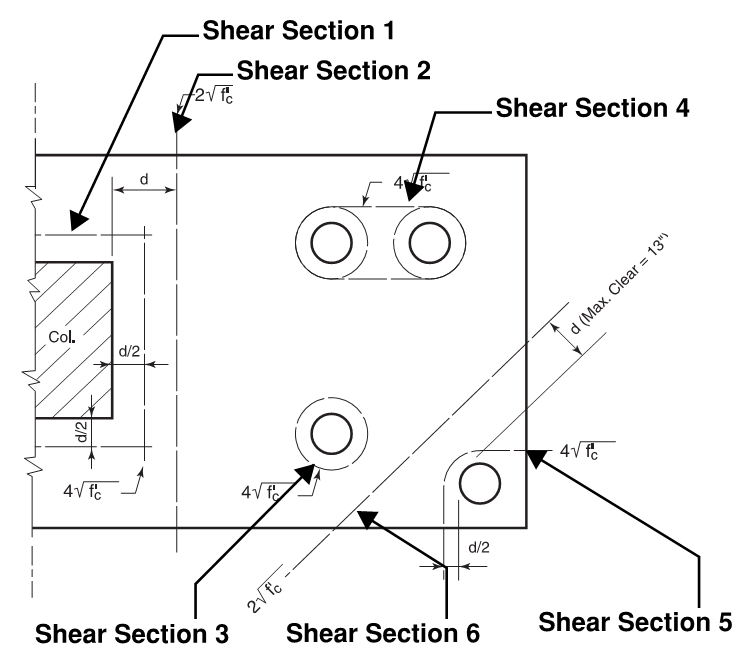 Shear Section 1
Shear Section 2
2√f'c
Shear Section 4
d
4√f'c
d (Max. Clear = 13")
Col.
d/2
d/2
4√f'c
4√f'c
4√f'c
d/2
2√f'c
Shear Section 3
Shear Section 6
Shear Section 5